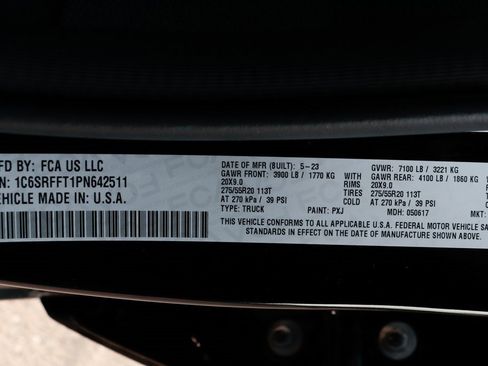 MFD BY: FCA US LLC
VIN: 1C6SRFFT1PN642511
VEHICLE MADE IN U.S.A.
DATE OF MFR (BUILT): 5-23 GVWR: 7100 LB / 3221 KG
GAWR FRONT: 3900 LB / 1770 KG WITH GAWR REAR: 4100 LB / 1860 KG
20X9.0 RIMS 20X9.0
275/55R20 113T TIRES 275/55R20 113T
AT 270 kPa / 39 PSI COLD AT 270 kPa / 39 PSI
TYPE: TRUCK PAINT: PXJ MDH: 050617 MKT:
THIS VEHICLE CONFORMS TO ALL APPLICABLE U.S.A. FEDERAL MOTOR VEHICLE SA
STANDARDS IN EFFECT ON THE DATE OF MANUFACTURE SHOWN ABOVE.